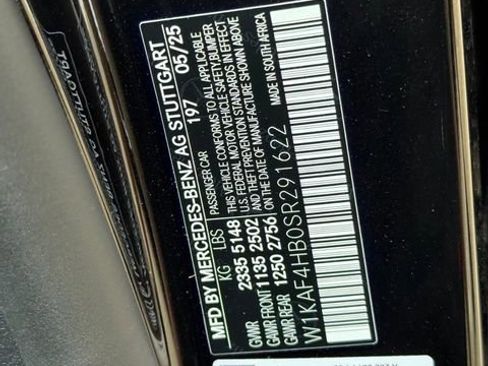 MFD BY MERCEDES-BENZ AG STUTTGART
197 05/25
KG LBS PASSENGER CAR
GVWR 2335 5148 THIS VEHICLE CONFORMS TO ALL APPLICABLE
U.S. FEDERAL MOTOR VEHICLE SAFETY,BUMPER
GAWR FRONT 1135 2502 &THEFT PREVENTION STANDARDS IN EFFECT
GAWR REAR 1250 2756 ON THE DATE OF MANUFACTURE SHOWN ABOVE
W1KAF4HB0SR291622 MADE IN SOUTH AFRICA